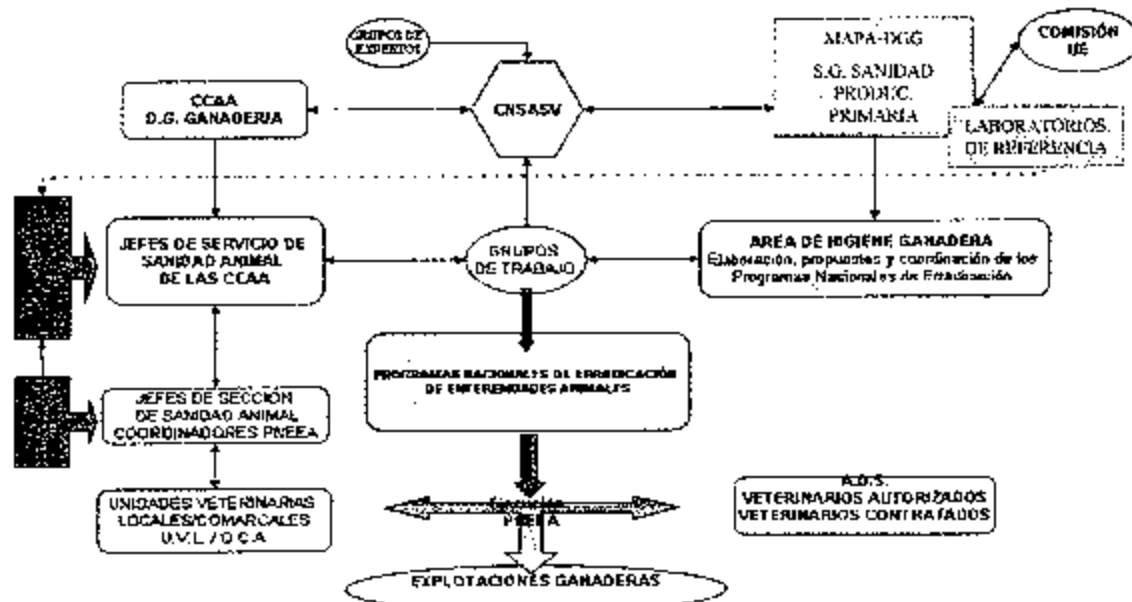 GRUPOS DE
EXPERTOS
MAPA-DGG
S.G. SANIDAD
PRODUC.
PRIMARIA
COMISIÓN
UE
CCAA
D.G. GANADERIA
CNSASV
LABORATORIOS
DE REFERENCIA
JEFES DE SERVICIO DE
SANIDAD ANIMAL
DE LAS CCAA
GRUPOS
DE TRABAJO
AREA DE HIGIENE GANADERA
Elaboración, propuestas y coordinación de los
Programas Nacionales de Erradicación
PROGRAMAS NACIONALES DE ERRADICACIÓN
DE ENFERMEDADES ANIMALES
JEFES DE SECCIÓN
DE SANIDAD ANIMAL
COORDINADORES PNEEA
UNIDADES VETERINARIAS
LOCALES/COMARCALES
U.V.L. / O.C.A
PNEEA
A.D.S.
VETERINARIOS AUTORIZADOS
VETERINARIOS CONTRATADOS
EXPLOTACIONES GANADERAS